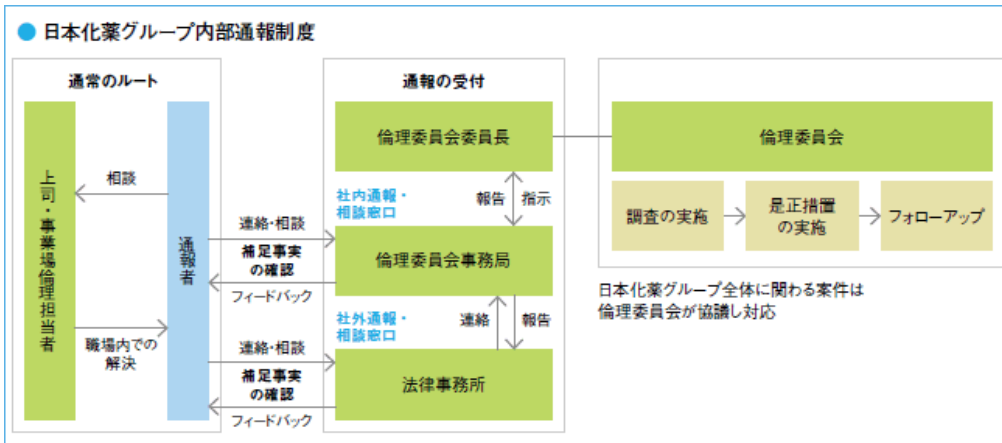 日本化薬グループ内部通報制度
通常のルート
上司・事業場倫理担当者
相談
職場内での
解決
通報者
連絡・相談
補足事実
の確認
フィードバック
連絡・相談
補足事実
の確認
フィードバック
通報の受付
倫理委員会委員長
社内通報・
相談窓口
報告
指示
倫理委員会事務局
社外通報・
相談窓口
連絡
報告
法律事務所
倫理委員会
調査の実施
是正措置
の実施
フォローアップ
日本化薬グループ全体に関わる案件は
倫理委員会が協議し対応